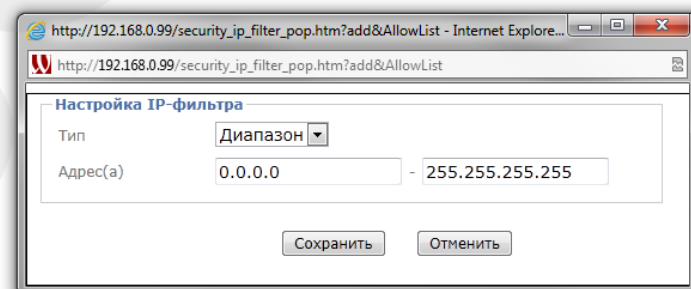 http://192.168.0.99/security_ip_filter_pop.htm?add&AllowList - Internet Explore...
http://192.168.0.99/security_ip_filter_pop.htm?add&AllowList
Настройка IP-фильтра
Тип Диапазон
Адрес(а) 0.0.0.0 - 255.255.255.255
Сохранить Отменить